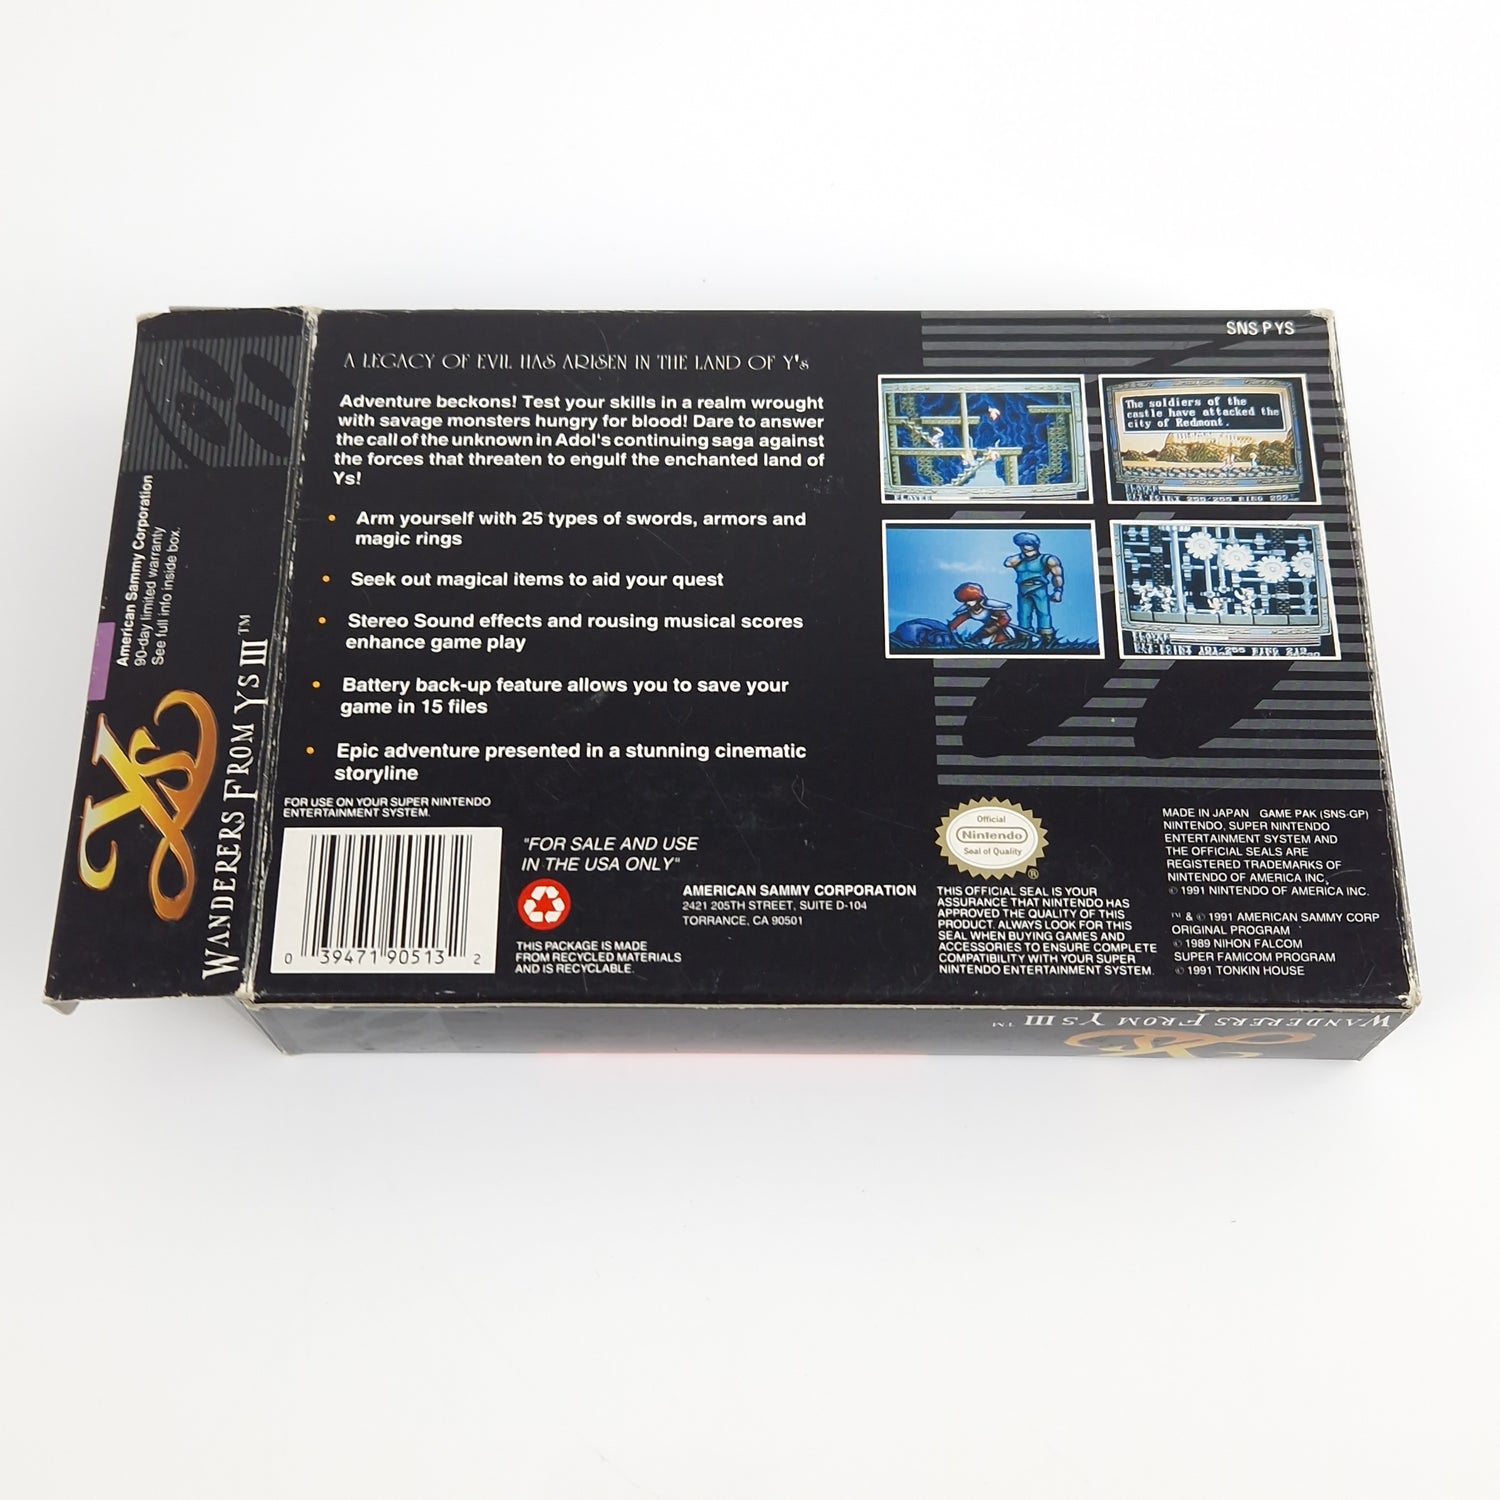 SNS P YS
A LEGACY OF EVIL HAS ARISEN IN THE LAND OF Y's
Adventure beckons! Test your skills in a realm wrought
with savage monsters hungry for blood! Dare to answer
the call of the unknown in Adol's continuing saga against
the forces that threaten to engulf the enchanted land of
Ys!
• Arm yourself with 25 types of swords, armors and
magic rings
• Seek out magical items to aid your quest
• Stereo Sound effects and rousing musical scores
enhance game play
• Battery back-up feature allows you to save your
game in 15 files
• Epic adventure presented in a stunning cinematic
storyline
PLAYER
The soldiers of the
castle have attacked the
city of Redmont.
PLAYER
PLAYER
FOR USE ON YOUR SUPER NINTENDO
ENTERTAINMENT SYSTEM.
0 39471 90513 2
"FOR SALE AND USE
IN THE USA ONLY"
THIS PACKAGE IS MADE
FROM RECYCLED MATERIALS
AND IS RECYCLABLE.
AMERICAN SAMMY CORPORATION
2421 205TH STREET, SUITE D-104
TORRANCE, CA 90501
Official
Nintendo
Seal of Quality
®
THIS OFFICIAL SEAL IS YOUR
ASSURANCE THAT NINTENDO HAS
APPROVED THE QUALITY OF THIS
PRODUCT. ALWAYS LOOK FOR THIS
SEAL WHEN BUYING GAMES AND
ACCESSORIES TO ENSURE COMPLETE
COMPATIBILITY WITH YOUR SUPER
NINTENDO ENTERTAINMENT SYSTEM.
MADE IN JAPAN GAME PAK (SNS-GP)
NINTENDO, SUPER NINTENDO
ENTERTAINMENT SYSTEM AND
THE OFFICIAL SEALS ARE
REGISTERED TRADEMARKS OF
NINTENDO OF AMERICA INC.
© 1991 NINTENDO OF AMERICA INC.
™ & © 1991 AMERICAN SAMMY CORP
ORIGINAL PROGRAM
© 1989 NIHON FALCOM
SUPER FAMICOM PROGRAM
© 1991 TONKIN HOUSE
American Sammy Corporation
90-day limited warranty
See full info inside box.
YS
WANDERERS FROM YS III™
WANDERERS FROM YS III™
YS